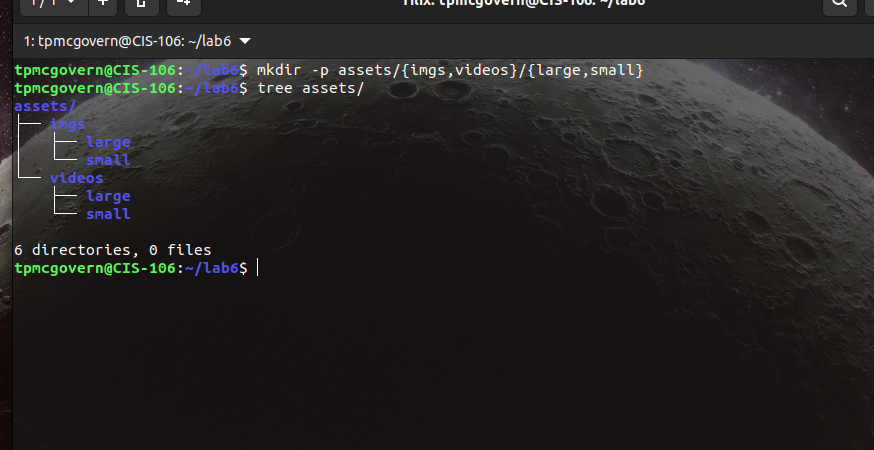 1 / 1
Tilix: tpmcgovern@CIS-106: ~/lab6
1: tpmcgovern@CIS-106: ~/lab6
tpmcgovern@CIS-106:~/lab6$ mkdir -p assets/{imgs,videos}/{large,small}
tpmcgovern@CIS-106:~/lab6$ tree assets/
assets/
├── imgs
│   ├── large
│   └── small
└── videos
    ├── large
    └── small
6 directories, 0 files
tpmcgovern@CIS-106:~/lab6$